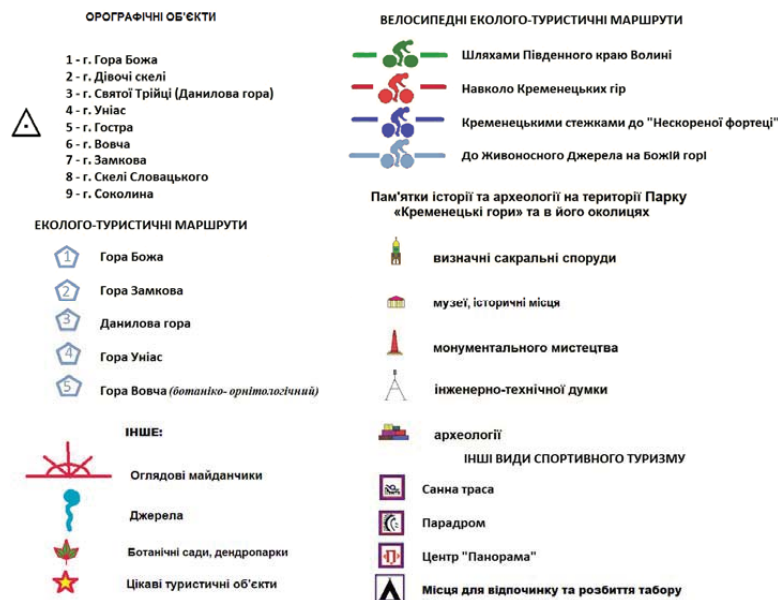 ОРОГРАФІЧНІ ОБ'ЄКТИ
1 - г. Гора Божа
2 - г. Дівочі скелі
3 - г. Святої Трійці (Данилова гора)
4 - г. Уніас
5 - г. Гостра
6 - г. Вовча
7 - г. Замкова
8 - г. Скелі Словацького
9 - г. Соколина
ЕКОЛОГО-ТУРИСТИЧНІ МАРШРУТИ
1 Гора Божа
2 Гора Замкова
3 Данилова гора
4 Гора Уніас
5 Гора Вовча (ботаніко- орнітологічний)
ІНШЕ:
Оглядові майданчики
Джерела
Ботанічні сади, дендропарки
Цікаві туристичні об'єкти
ВЕЛОСИПЕДНІ ЕКОЛОГО-ТУРИСТИЧНІ МАРШРУТИ
Шляхами Південного краю Волині
Навколо Кременецьких гір
Кременецькими стежками до "Нескореної фортеці"
До Живоносного Джерела на Божій горі
Пам'ятки історії та археології на території Парку
«Кременецькі гори» та в його околицях
визначні сакральні споруди
музеї, історичні місця
монументального мистецтва
інженерно-технічної думки
археології
ІНШІ ВИДИ СПОРТИВНОГО ТУРИЗМУ
Санна траса
Парадром
Центр "Панорама"
Місця для відпочинку та розбиття табору